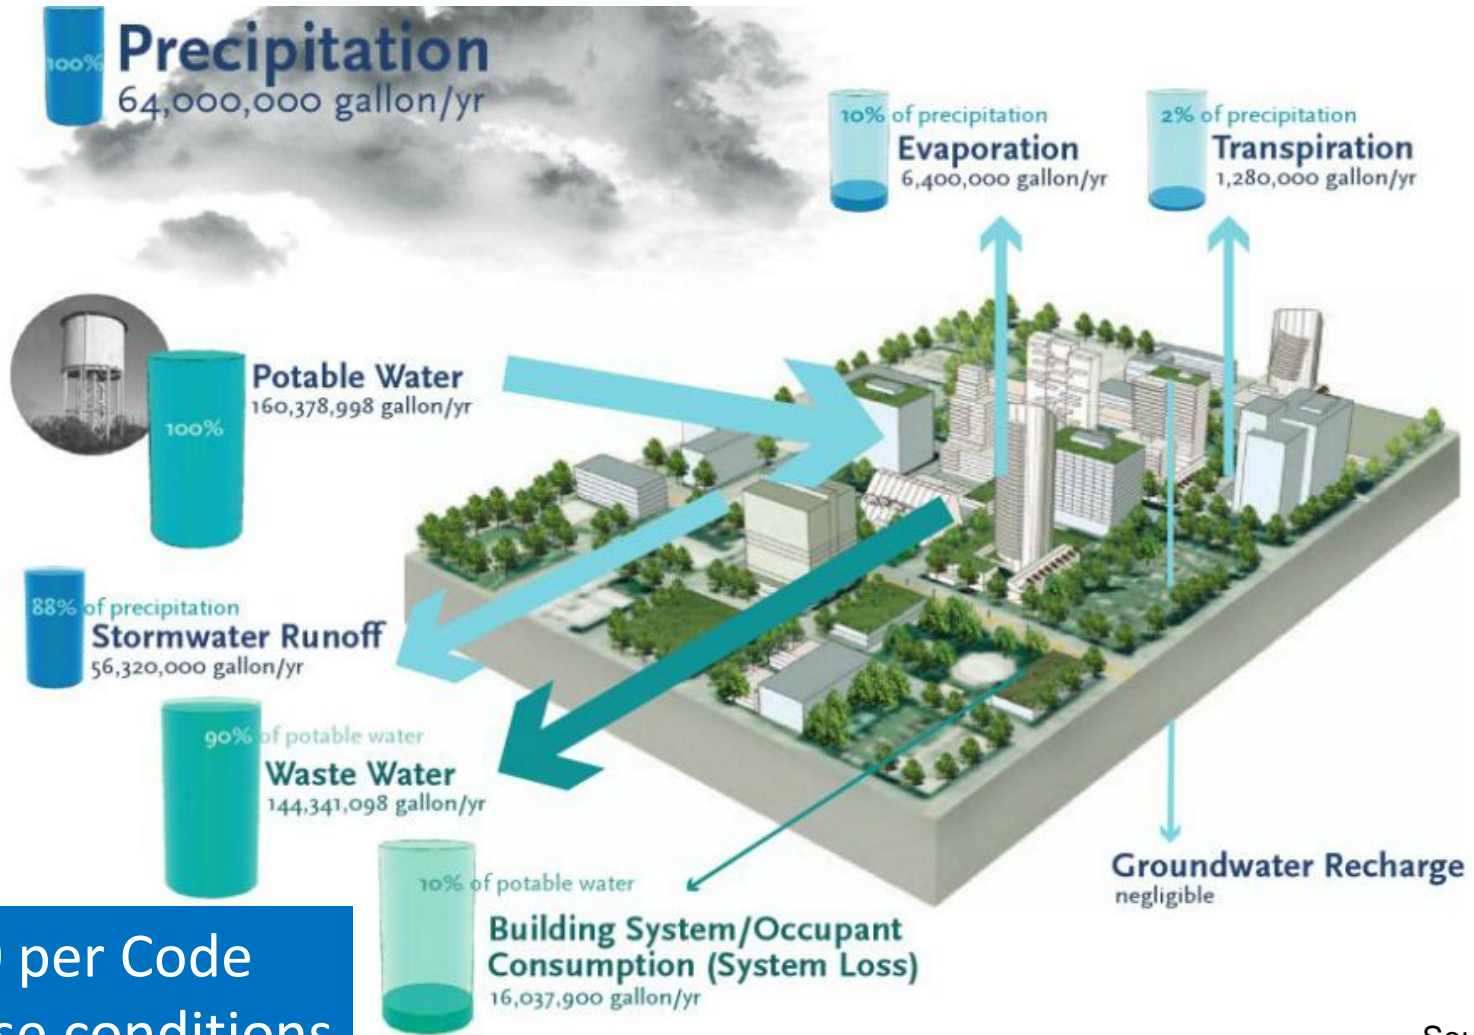 100%
Precipitation
64,000,000 gallon/yr
10% of precipitation
Evaporation
6,400,000 gallon/yr
2% of precipitation
Transpiration
1,280,000 gallon/yr
Potable Water
160,378,998 gallon/yr
100%
88% of precipitation
Stormwater Runoff
56,320,000 gallon/yr
90% of potable water
Waste Water
144,341,098 gallon/yr
Groundwater Recharge
negligible
10% of potable water
Building System/Occupant
Consumption (System Loss)
16,037,900 gallon/yr
per Code
conditions